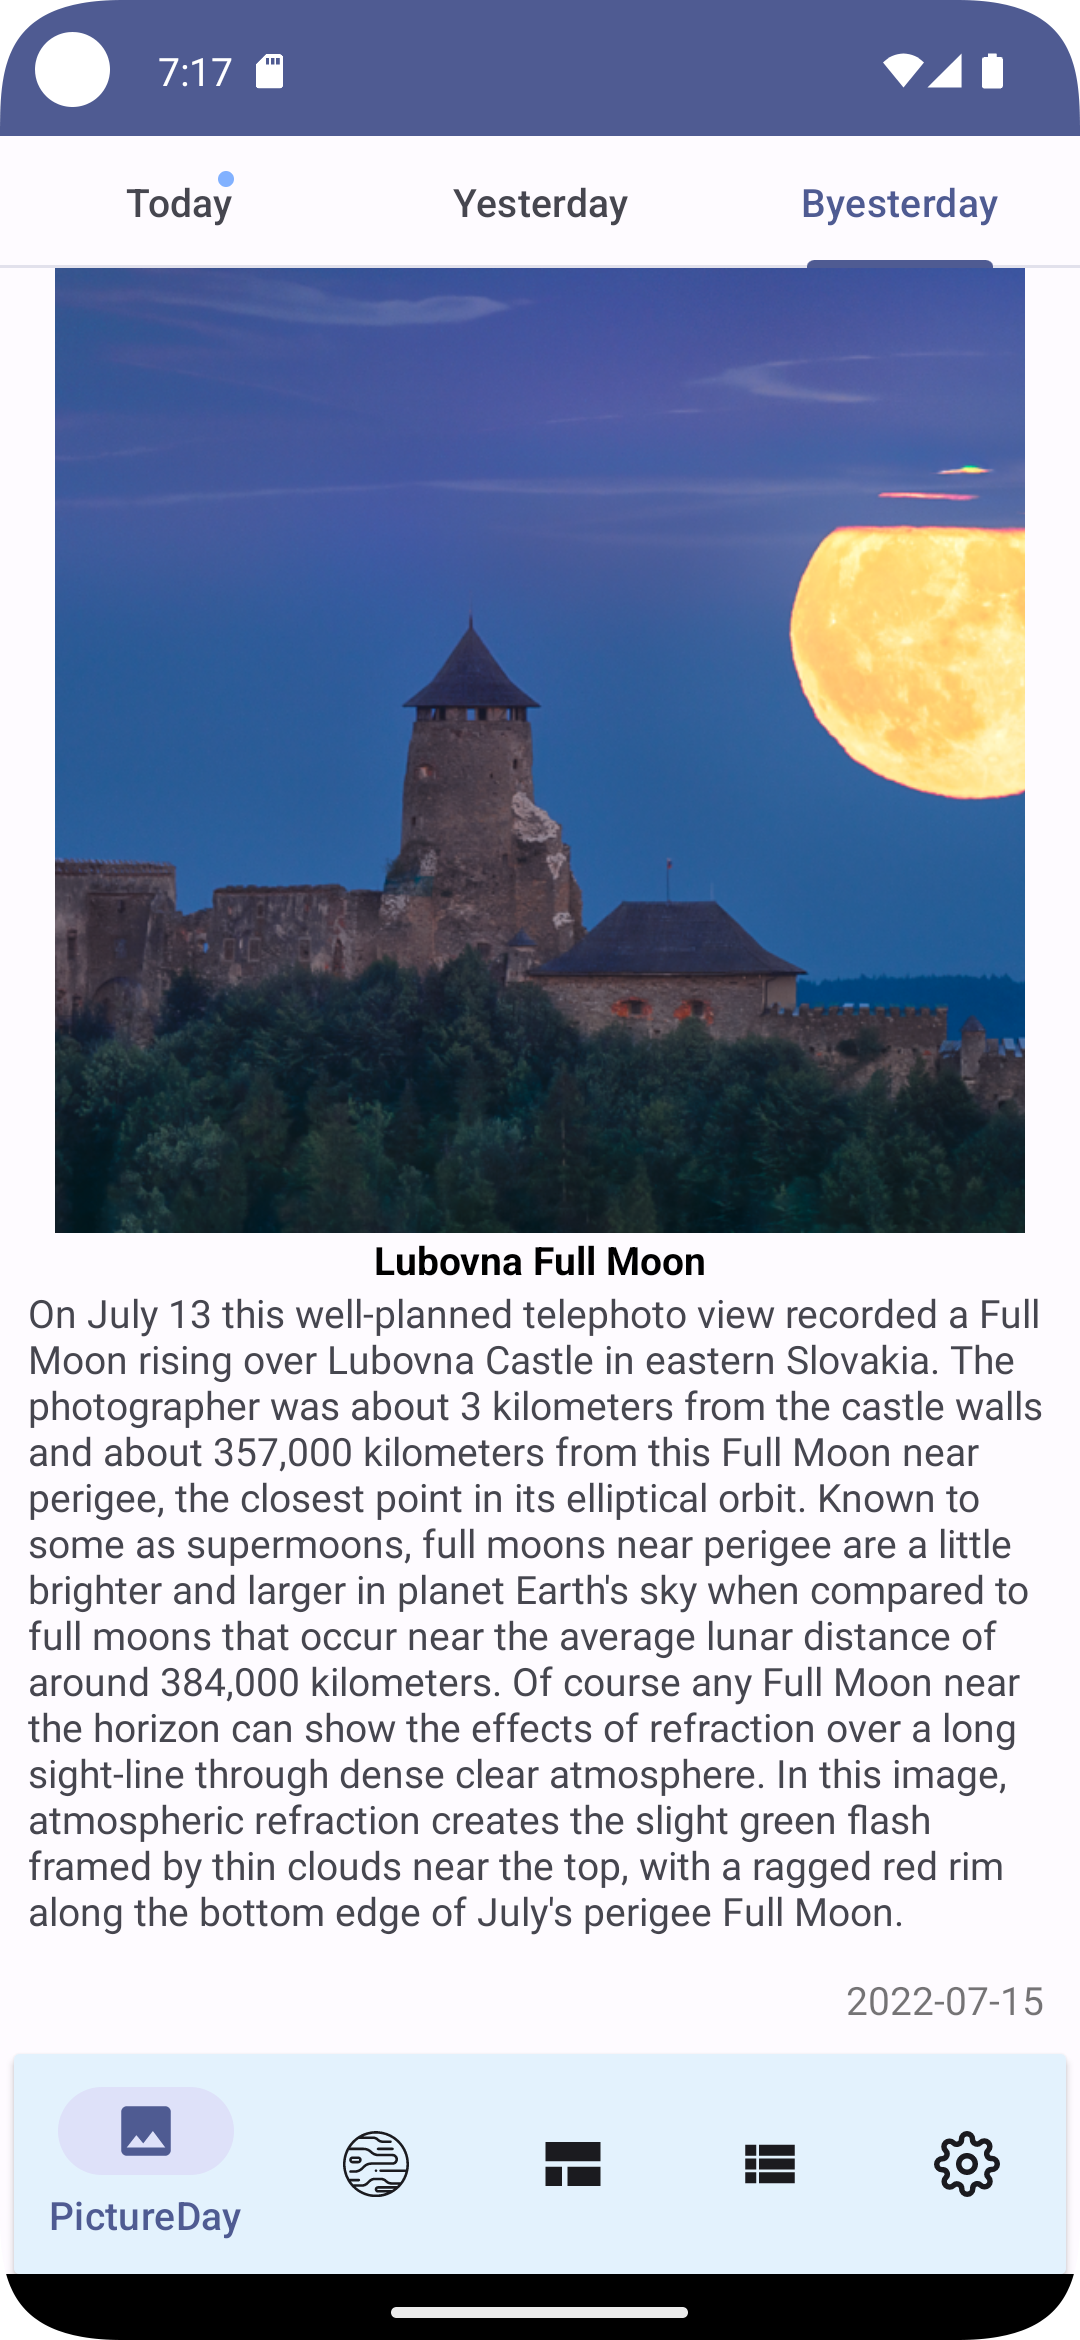 7:17
Today
Yesterday
Byesterday
Lubovna Full Moon
On July 13 this well-planned telephoto view recorded a Full
Moon rising over Lubovna Castle in eastern Slovakia. The
photographer was about 3 kilometers from the castle walls
and about 357,000 kilometers from this Full Moon near
perigee, the closest point in its elliptical orbit. Known to
some as supermoons, full moons near perigee are a little
brighter and larger in planet Earth's sky when compared to
full moons that occur near the average lunar distance of
around 384,000 kilometers. Of course any Full Moon near
the horizon can show the effects of refraction over a long
sight-line through dense clear atmosphere. In this image,
atmospheric refraction creates the slight green flash
framed by thin clouds near the top, with a ragged red rim
along the bottom edge of July's perigee Full Moon.
2022-07-15
PictureDay